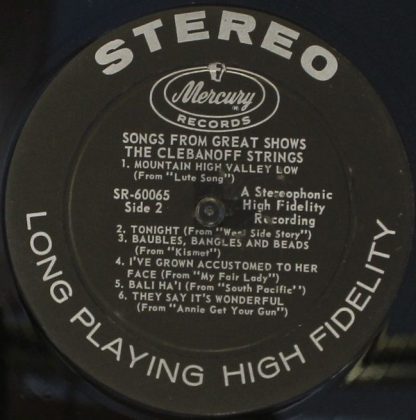 STEREO
Mercury
RECORDS
SONGS FROM GREAT SHOWS
THE CLEBANOFF STRINGS
1. MOUNTAIN HIGH VALLEY LOW
(From "Lute Song")
SR-60065
Side 2
A Stereophonic
High Fidelity
Recording
2. TONIGHT (From "West Side Story")
3. BAUBLES, BANGLES AND BEADS
(From "Kismet")
4. I'VE GROWN ACCUSTOMED TO HER
FACE (From "My Fair Lady")
5. BALI HA'I (From "South Pacific")
6. THEY SAY IT'S WONDERFUL
(From "Annie Get Your Gun")
LONG PLAYING HIGH FIDELITY